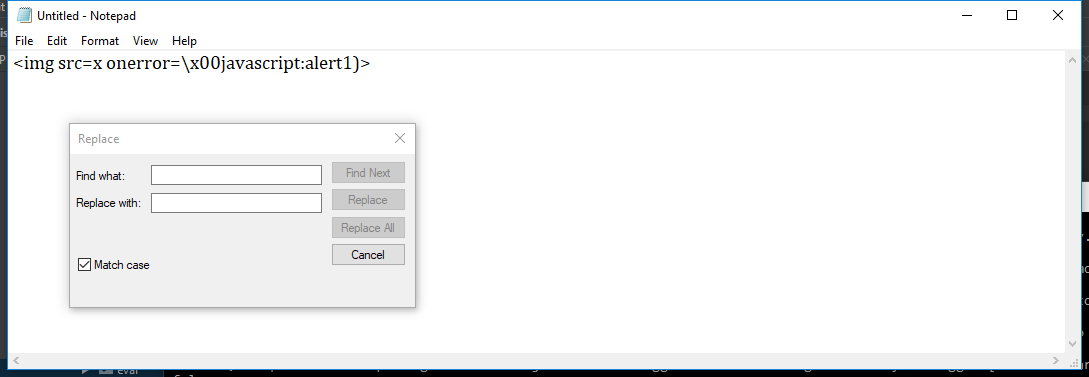 Untitled - Notepad
File Edit Format View Help
<img src=x onerror=\x00javascript:alert1)>
Replace
Find what:
Find Next
Replace with:
Replace
Replace All
Match case
Cancel
eval